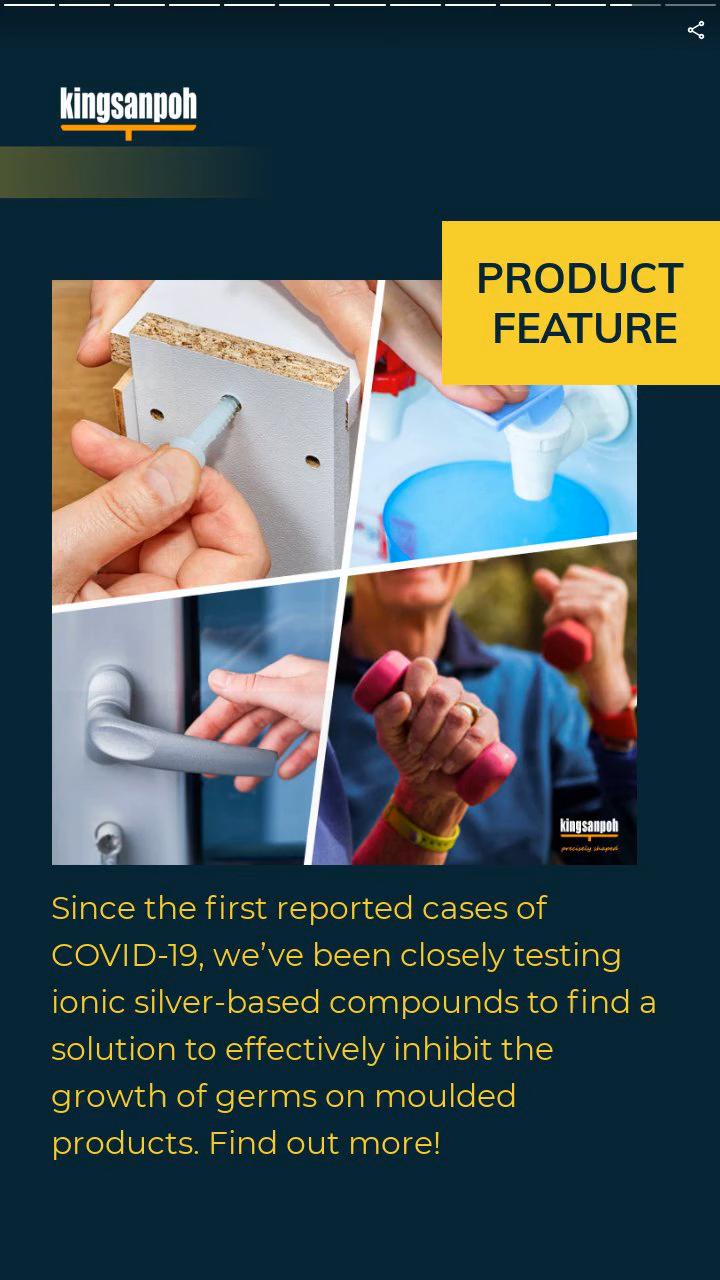 kingsanpoh
PRODUCT
FEATURE
kingsanpoh
precisely shaped
Since the first reported cases of
COVID-19, we’ve been closely testing
ionic silver-based compounds to find a
solution to effectively inhibit the
growth of germs on moulded
products. Find out more!